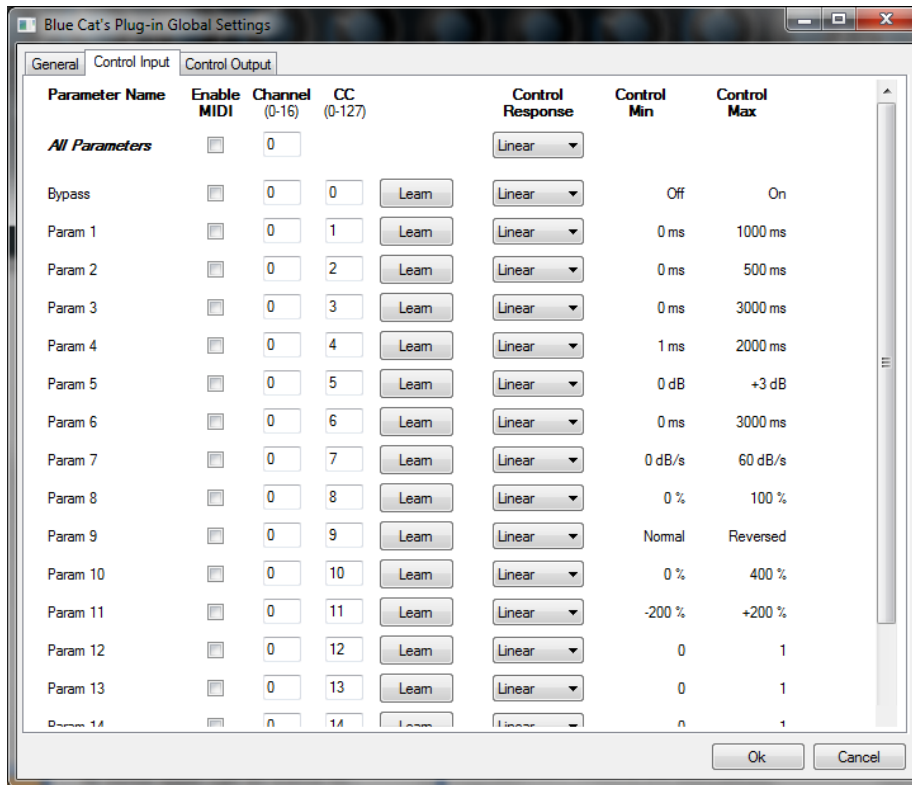 Blue Cat's Plug-in Global Settings
General Control Input Control Output
Parameter Name Enable MIDI Channel (0-16) CC (0-127) Control Response Control Min Control Max
All Parameters 0 Linear
Bypass 0 0 Learn Linear Off On
Param 1 0 1 Learn Linear 0 ms 1000 ms
Param 2 0 2 Learn Linear 0 ms 500 ms
Param 3 0 3 Learn Linear 0 ms 3000 ms
Param 4 0 4 Learn Linear 1 ms 2000 ms
Param 5 0 5 Learn Linear 0 dB +3 dB
Param 6 0 6 Learn Linear 0 ms 3000 ms
Param 7 0 7 Learn Linear 0 dB/s 60 dB/s
Param 8 0 8 Learn Linear 0 % 100 %
Param 9 0 9 Learn Linear Normal Reversed
Param 10 0 10 Learn Linear 0 % 400 %
Param 11 0 11 Learn Linear -200 % +200 %
Param 12 0 12 Learn Linear 0 1
Param 13 0 13 Learn Linear 0 1
Param 14 0 14 Learn Linear 0 1
Ok Cancel